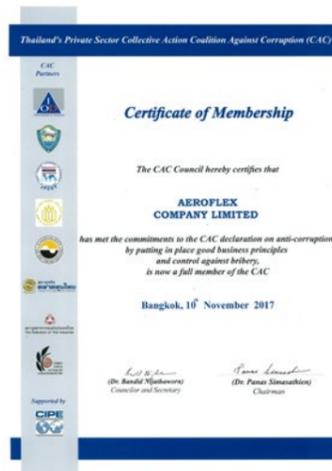 Thailand's Private Sector Collective Action Coalition Against Corruption (CAC)
CAC
Partners
IOD
Certificate of Membership
The CAC Council hereby certifies that
AEROFLEX
COMPANY LIMITED
has met the commitments to the CAC declaration on anti-corruption
by putting in place good business principles
and control against bribery,
is now a full member of the CAC
Bangkok, 10th November 2017
(Dr. Bandid Nijathaworn)
Councilor and Secretary
(Dr. Panas Simasathien)
Chairman
Supported by
CIPE